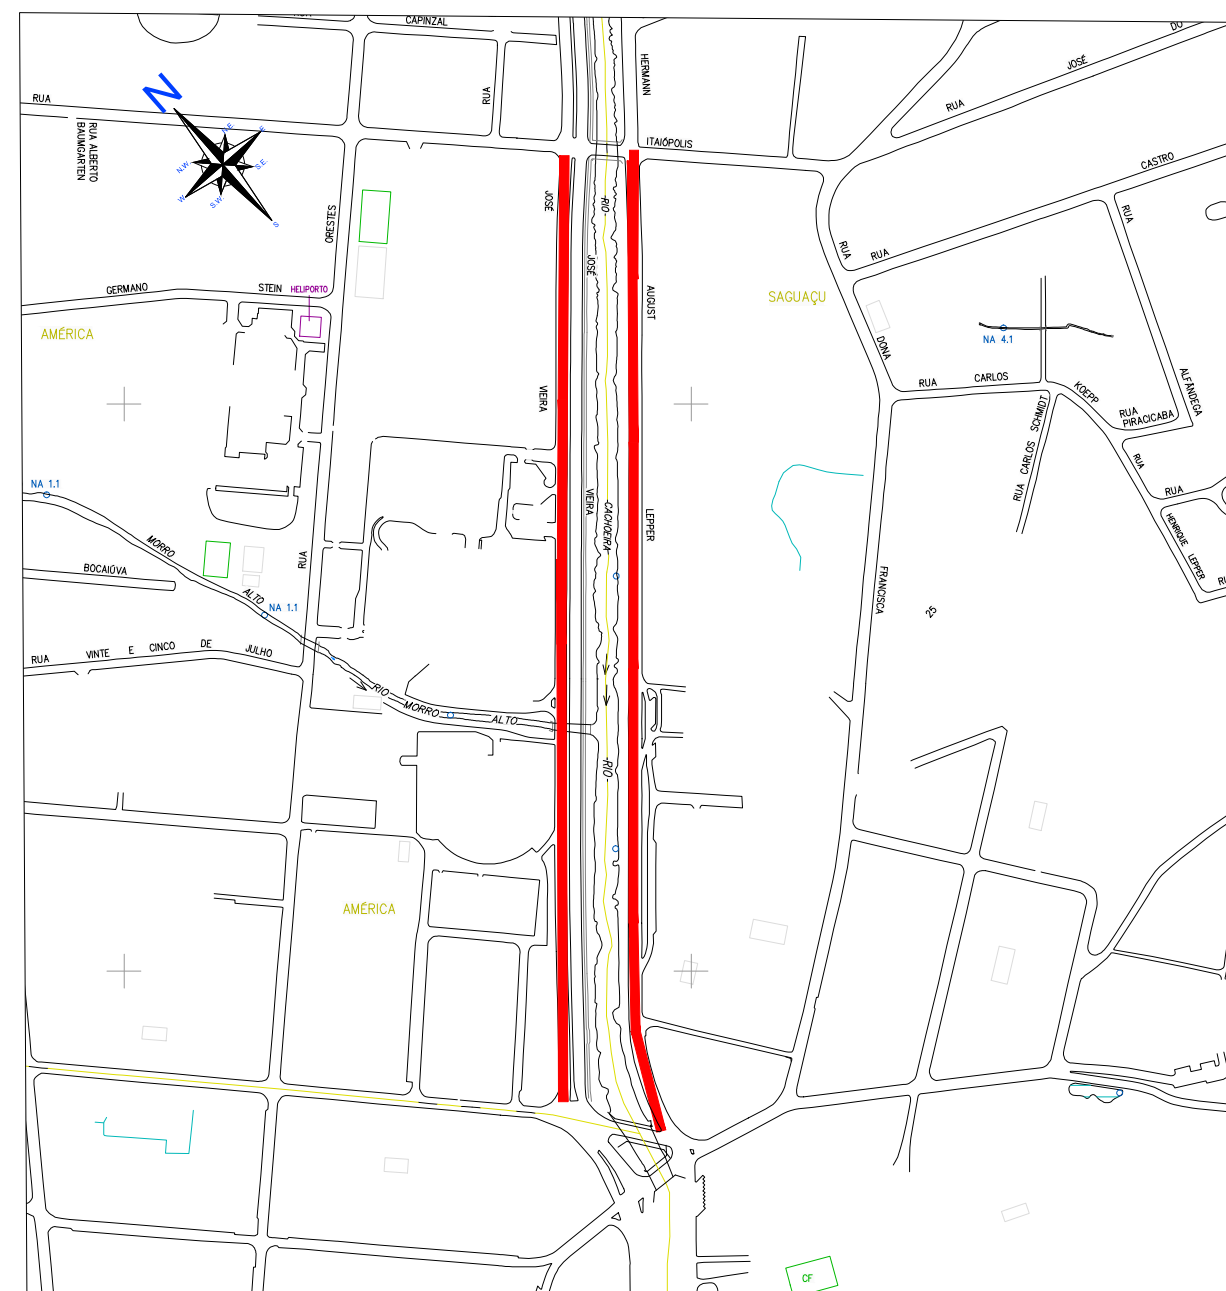 CAPINZAL
RUA
HERMANN
JOSÉ
DO
RUA
RUA
RUA ALBERTO
BAUMGARTEN
ITAIÓPOLIS
CASTRO
N
N.E.
E
N.W.
S.E.
W
S.W.
S
ORESTES
JOSÉ
RIO
RUA
RUA
RUA
JOSÉ
GERMANO
STEIN
HELIPORTO
AUGUST
SAGUAÇU
AMÉRICA
NA 4.1
DONA
VIEIRA
RUA
CARLOS
KOEPP
ALFÂNDEGA
RUA
PIRACICABA
RUA CARLOS SCHMIDT
RUA
NA 1.1
VIEIRA
CACHOEIRA
LEPPER
RUA
HENRIQUE
LEPPER
MORRO
RUA
BOCAIÚVA
ALTO
NA 1.1
FRANCISCA
25
RU
RUA
VINTE E CINCO DE JULHO
RIO
MORRO
ALTO
RIO
AMÉRICA
CF